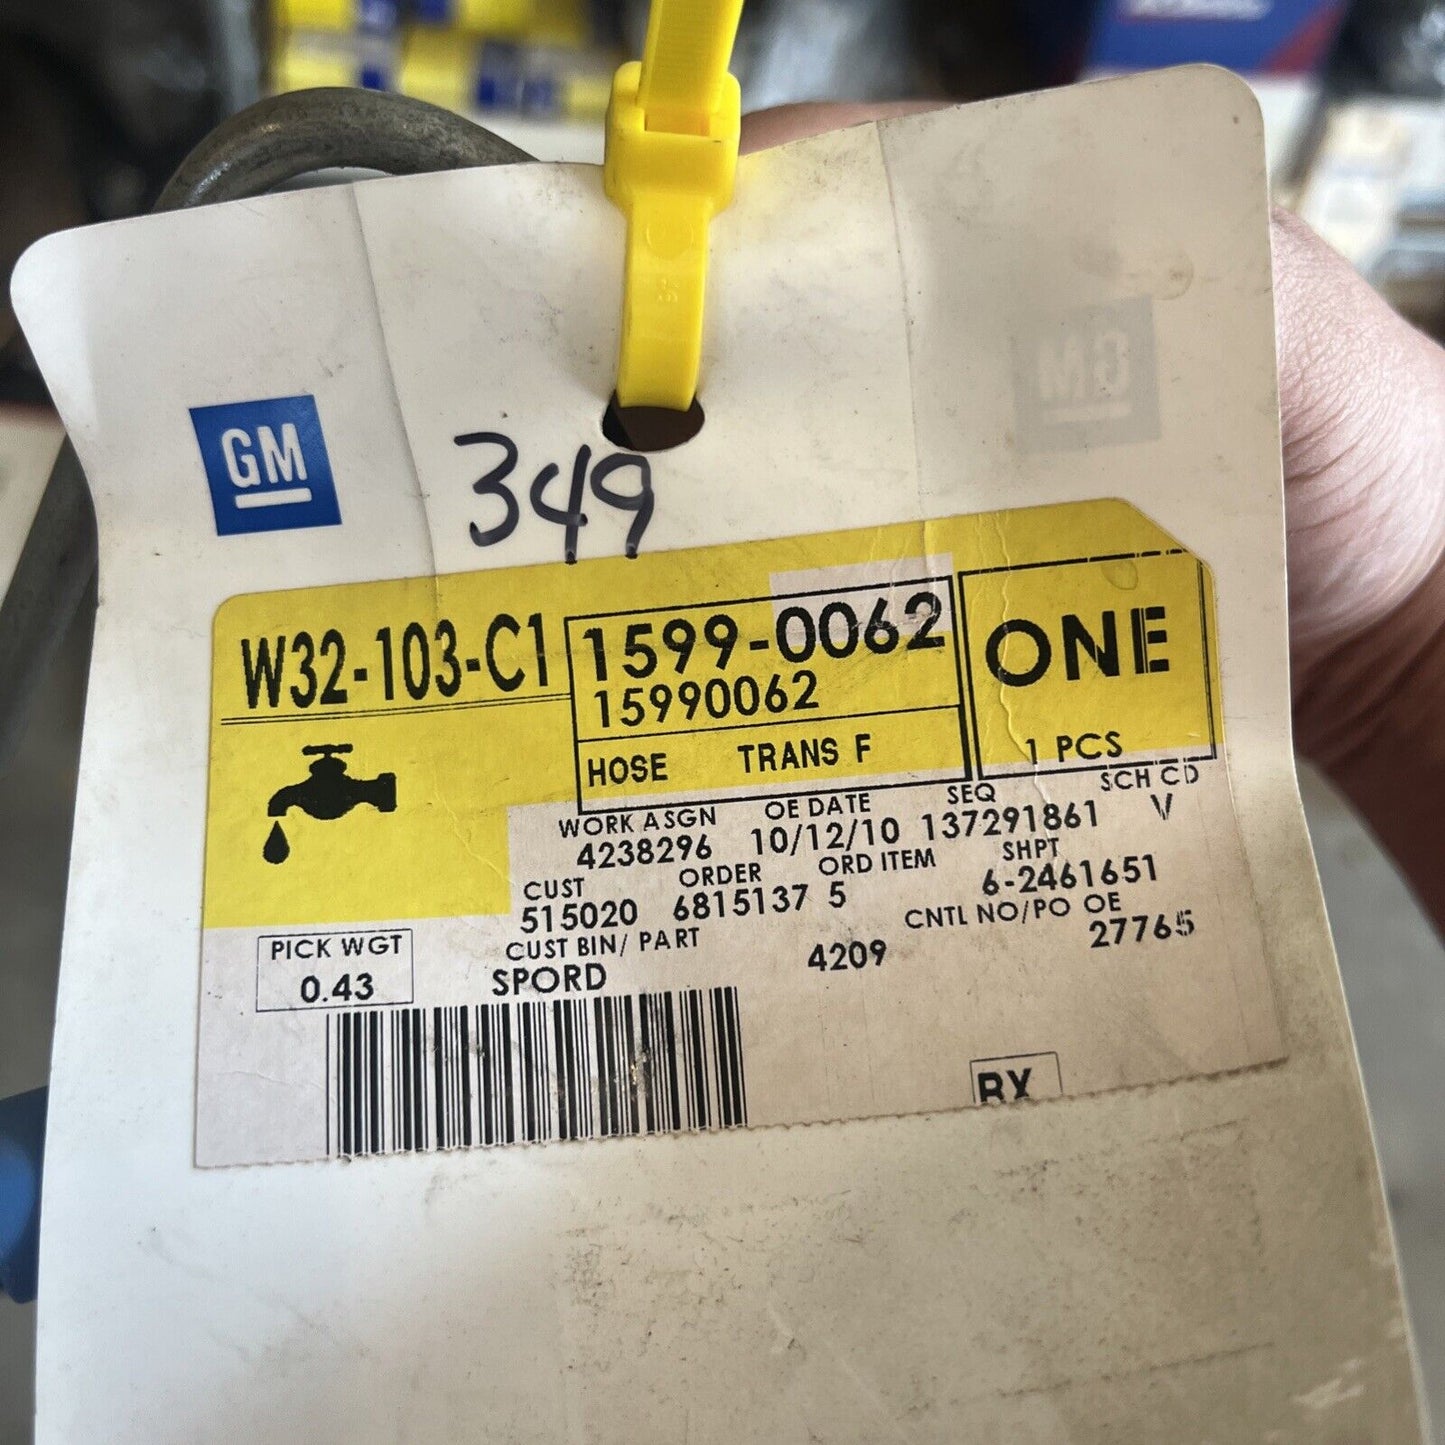 GM
GM
349
W32-103-C1
1599-0062
15990062
ONE
HOSE TRANS F
1 PCS
WORK ASGN OE DATE SEQ SCH CD
4238296 10/12/10 137291861 V
CUST ORDER ORD ITEM SHPT
515020 6815137 5 6-2461651
PICK WGT CUST BIN/ PART CNTL NO/PO OE
0.43 SPORD 4209 27765
RX